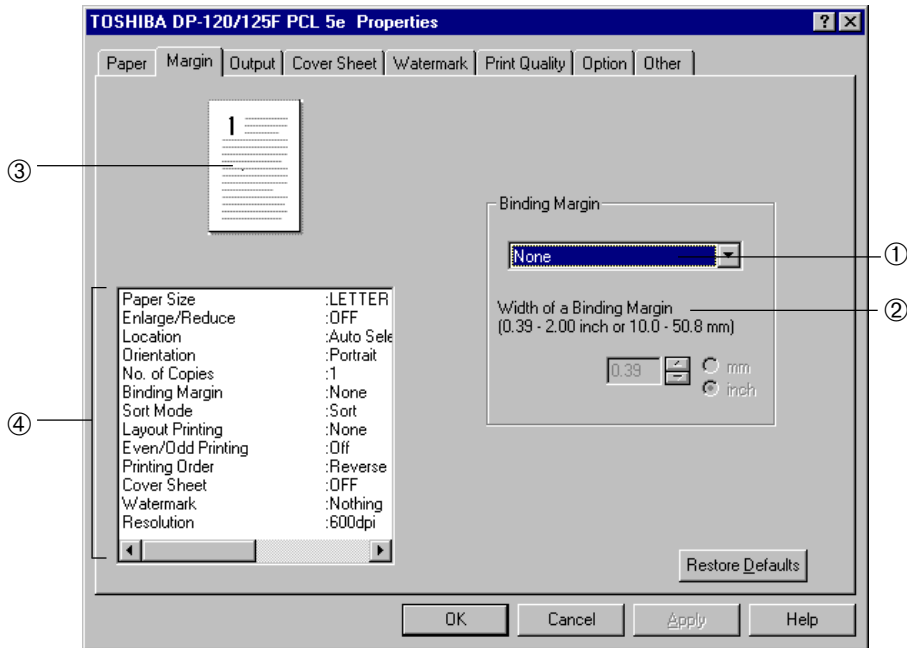 TOSHIBA DP-120/125F PCL 5e Properties
Paper Margin Output Cover Sheet Watermark Print Quality Option Other
1
③
Binding Margin
None
①
Width of a Binding Margin
②
(0.39 - 2.00 inch or 10.0 - 50.8 mm)
0.39
mm
inch
④
Paper Size :LETTER
Enlarge/Reduce :OFF
Location :Auto Sele
Orientation :Portrait
No. of Copies :1
Binding Margin :None
Sort Mode :Sort
Layout Printing :None
Even/Odd Printing :Off
Printing Order :Reverse
Cover Sheet :OFF
Watermark :Nothing
Resolution :600dpi
Restore Defaults
OK Cancel Apply Help